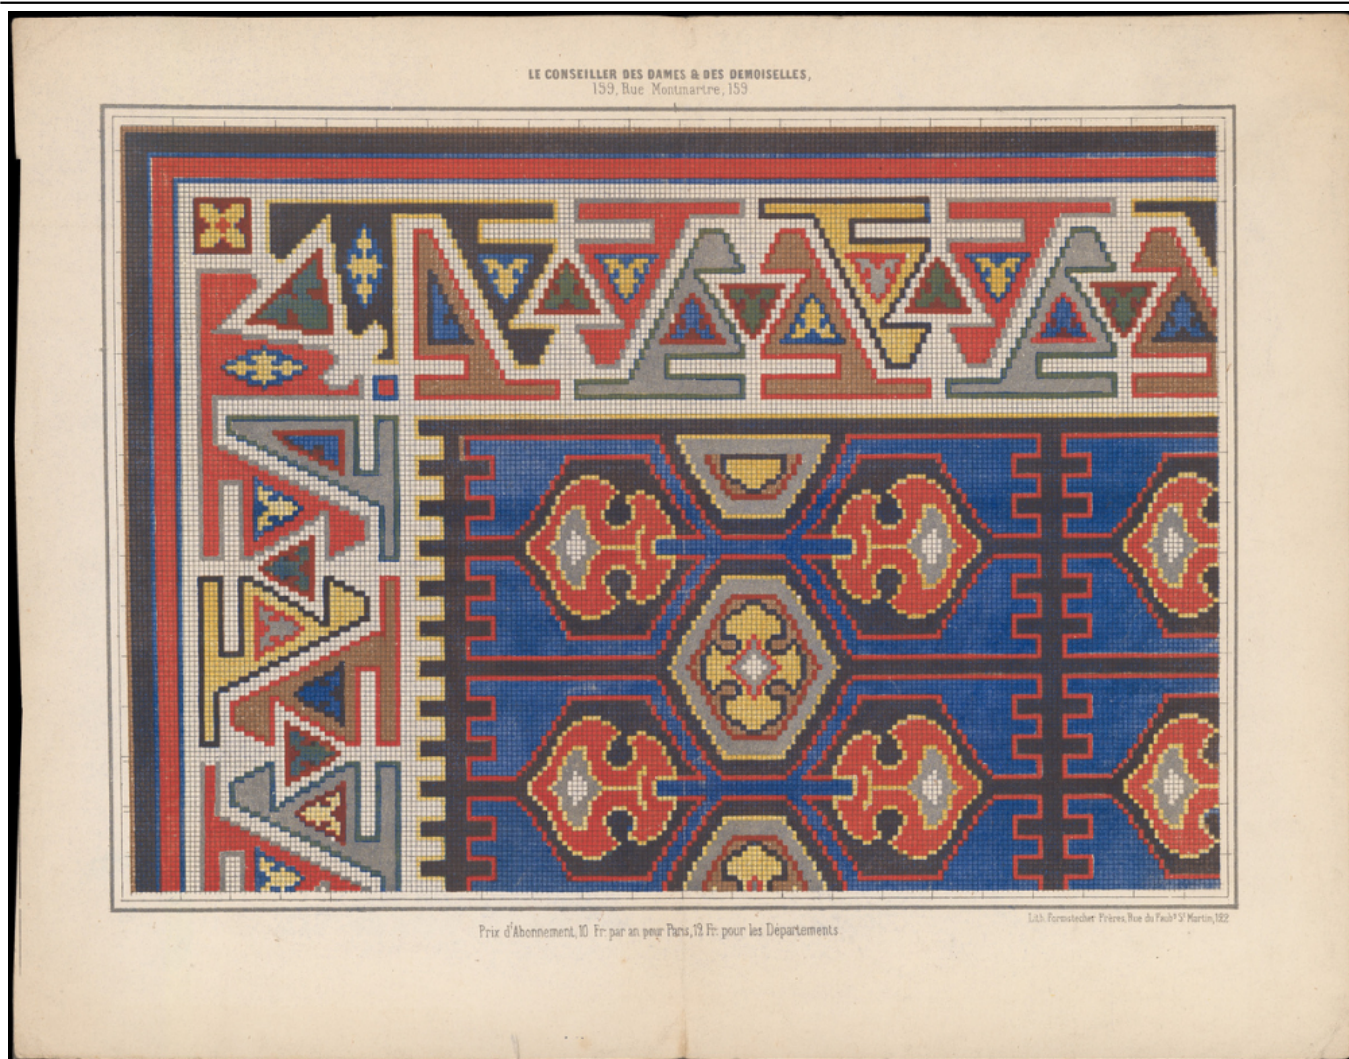 LE CONSEILLER DES DAMES & DES DEMOISELLES,
159, Rue Montmartre, 159
Lith. Formstecher Frères, Rue du Faubg St Martin, 122
Prix d'Abonnement, 10 Fr. par an pour Paris, 12 Fr. pour les Départements.